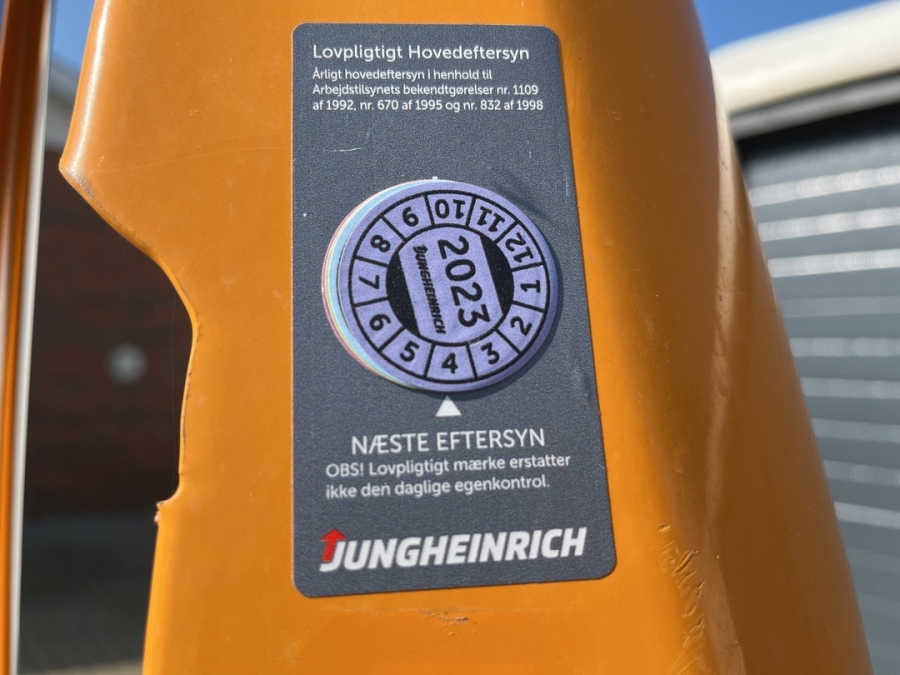 Lovpligtigt Hovedeftersyn
Årligt hovedeftersyn i henhold til
Arbejdstilsynets bekendtgørelser nr. 1109
af 1992, nr. 670 af 1995 og nr. 832 af 1998
1 2 3 4 5 6 7 8 9 10 11 12
2023
JUNGHEINRICH
NÆSTE EFTERSYN
OBS! Lovpligtigt mærke erstatter
ikke den daglige egenkontrol.
JUNGHEINRICH